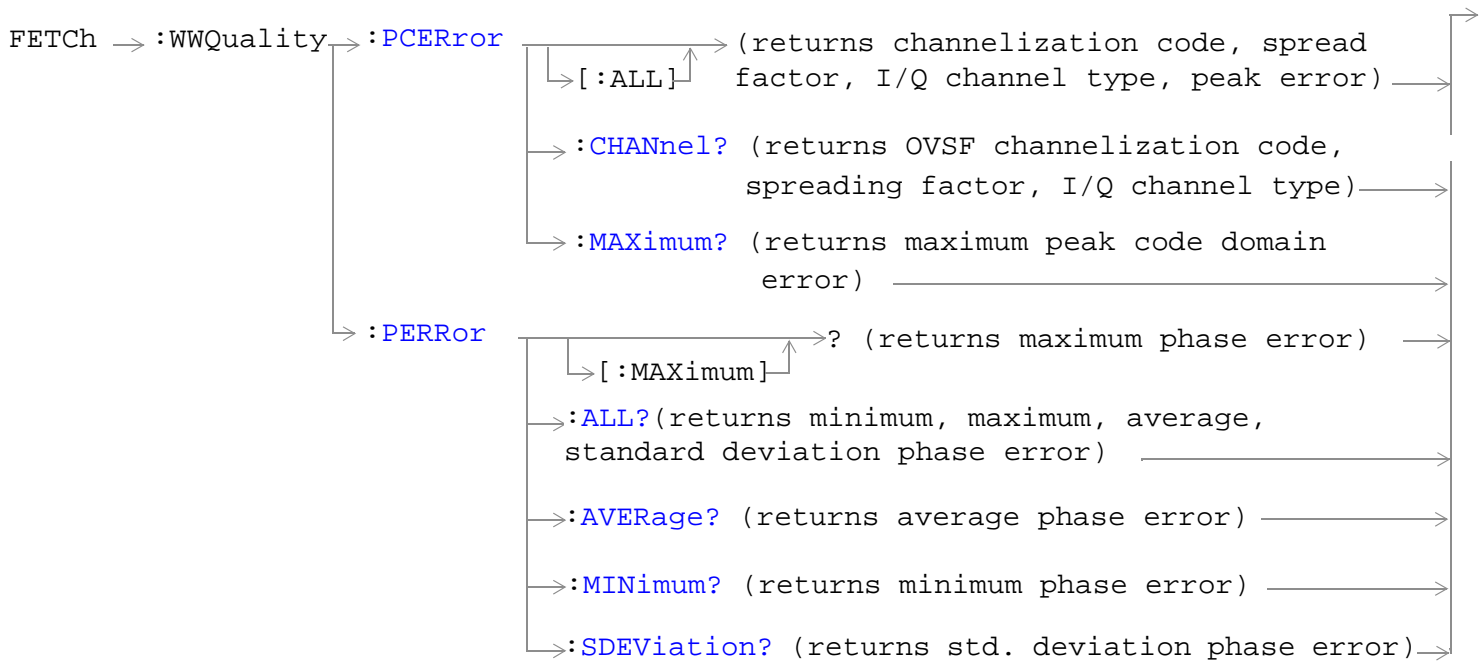 FETCh :WWQuality :PCERror (returns channelization code, spread
[:ALL] factor, I/Q channel type, peak error)
:CHANnel? (returns OVSF channelization code,
spreading factor, I/Q channel type)
:MAXimum? (returns maximum peak code domain
error)
:PERRor ? (returns maximum phase error)
[:MAXimum]
:ALL?(returns minimum, maximum, average,
standard deviation phase error)
:AVERage? (returns average phase error)
:MINimum? (returns minimum phase error)
:SDEViation? (returns std. deviation phase error)